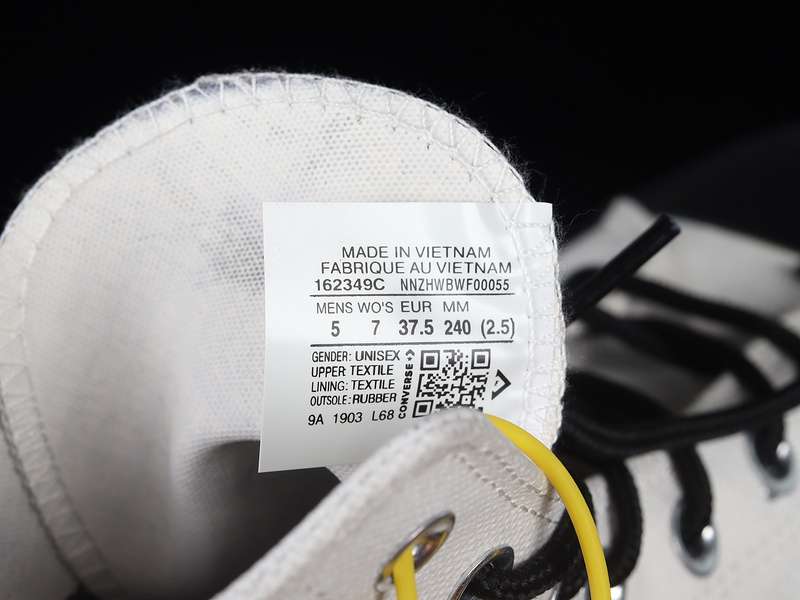 MADE IN VIETNAM
FABRIQUE AU VIETNAM
162349C NNZHWBWF00055
MENS WO'S EUR MM
5 7 37.5 240 (2.5)
GENDER: UNISEX
UPPER: TEXTILE
LINING: TEXTILE
OUTSOLE: RUBBER
9A 1903 L68
CONVERSE